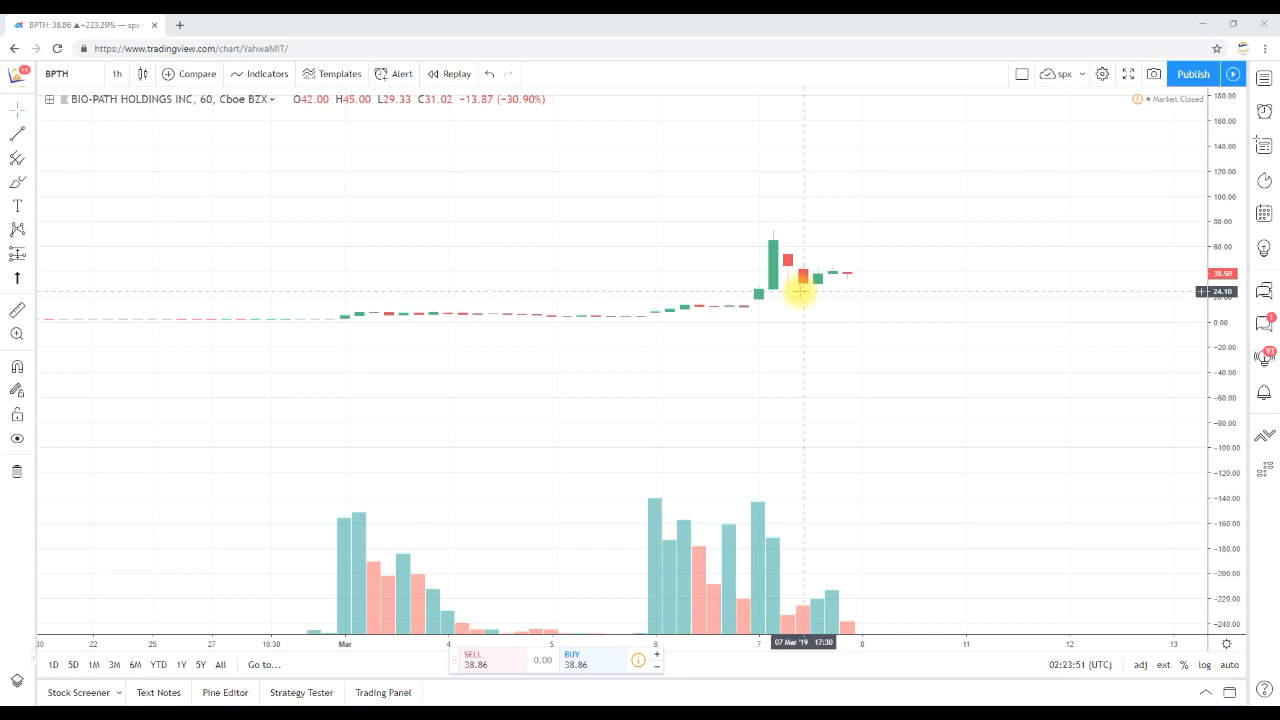 BPTH: 38.86 ▲+223.29% — spx
https://www.tradingview.com/chart/YahwaMIT/
11
BPTH
1h
Compare
Indicators
Templates
Alert
Replay
spx
Publish
BIO-PATH HOLDINGS INC, 60, Cboe BZX
O42.00 H45.00 L29.33 C31.02 −13.87 (−30.90%)
Market Closed
180.00
160.00
140.00
120.00
100.00
80.00
60.00
38.50
24.10
0.00
−20.00
−40.00
−60.00
−80.00
−100.00
−120.00
−140.00
−160.00
−180.00
−200.00
−220.00
−240.00
1
93
30 22 25 27 18:30 Mar 4 5 6 7 07 Mar '19 17:30 8 11 12 13
SELL
38.86
0.00
BUY
38.86
1D 5D 1M 3M 6M YTD 1Y 5Y All Go to...
02:23:51 (UTC) adj ext % log auto
Stock Screener Text Notes Pine Editor Strategy Tester Trading Panel